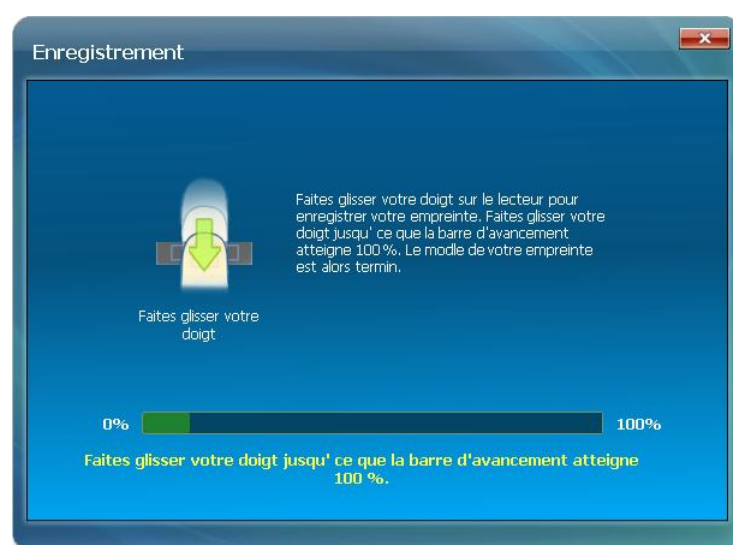 Enregistrement
Faites glisser votre doigt sur le lecteur pour
enregistrer votre empreinte. Faites glisser votre
doigt jusqu' ce que la barre d'avancement
atteigne 100 %. Le modle de votre empreinte
est alors termin.
Faites glisser votre
doigt
0%
100%
Faites glisser votre doigt jusqu' ce que la barre d'avancement atteigne
100 %.